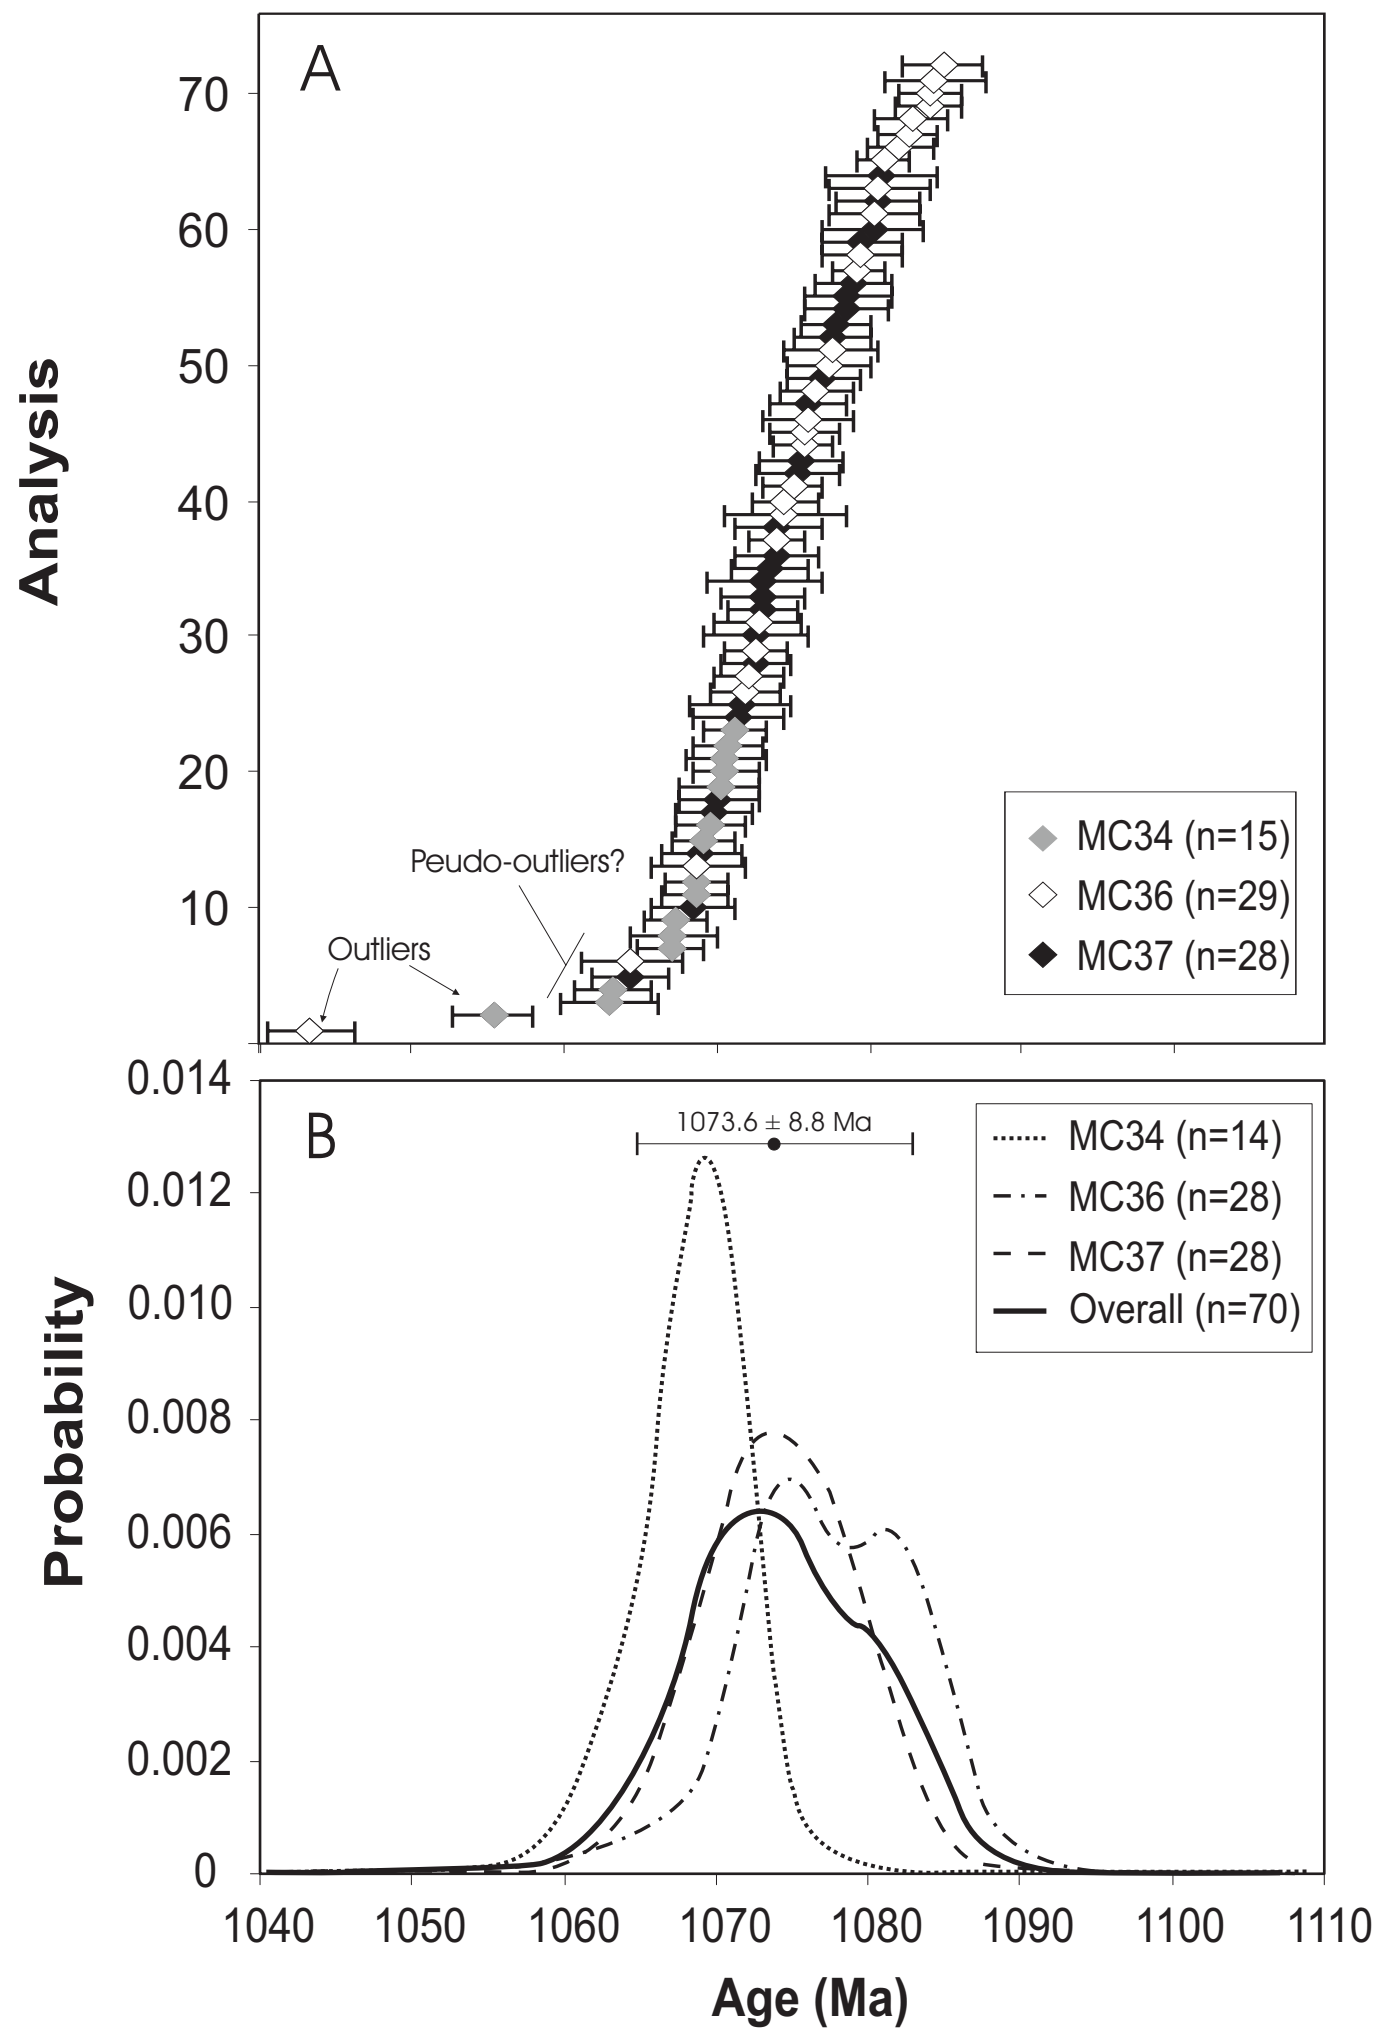 A
70
60
50
40
30
20
10
Analysis
Peudo-outliers?
Outliers
MC34 (n=15)
MC36 (n=29)
MC37 (n=28)
B
0.014
0.012
0.010
0.008
0.006
0.004
0.002
0
Probability
1073.6 ± 8.8 Ma
MC34 (n=14)
MC36 (n=28)
MC37 (n=28)
Overall (n=70)
1040 1050 1060 1070 1080 1090 1100 1110
Age (Ma)